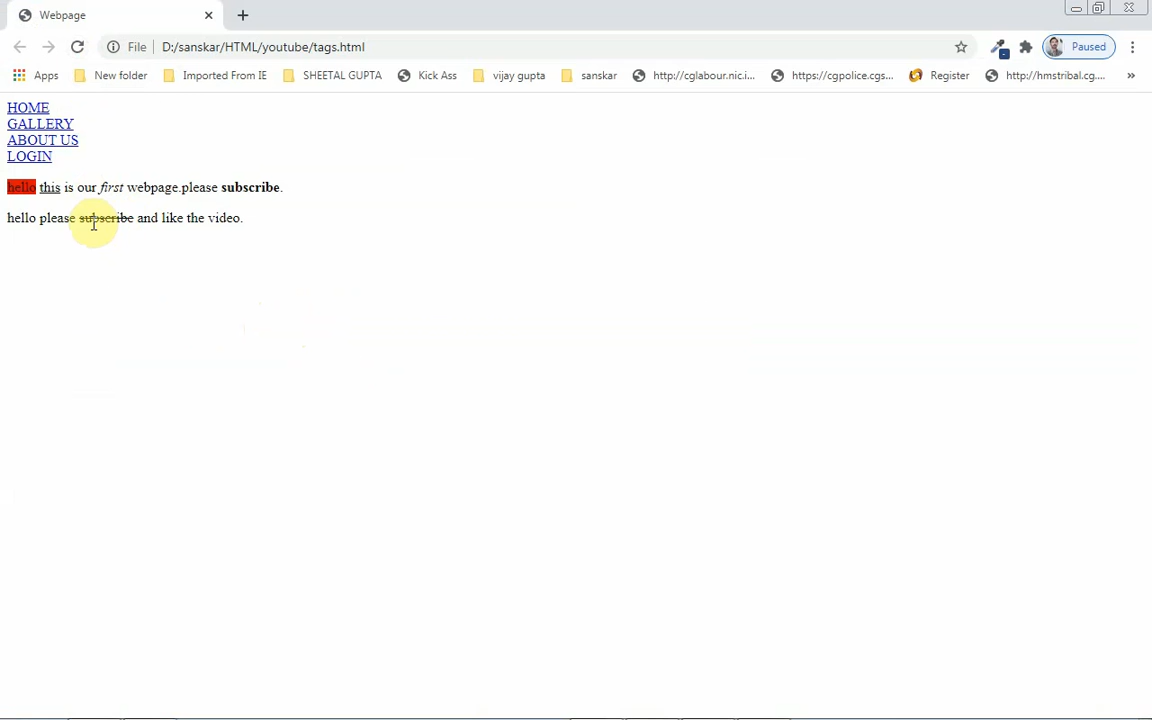 Webpage
File D:/sanskar/HTML/youtube/tags.html Paused
Apps New folder Imported From IE SHEETAL GUPTA Kick Ass vijay gupta sanskar http://cglabour.nic.i... https://cgpolice.cgs... Register http://hmstribal.cg.... »
HOME
GALLERY
ABOUT US
LOGIN
hello this is our first webpage.please subscribe.
hello please subscribe and like the video.